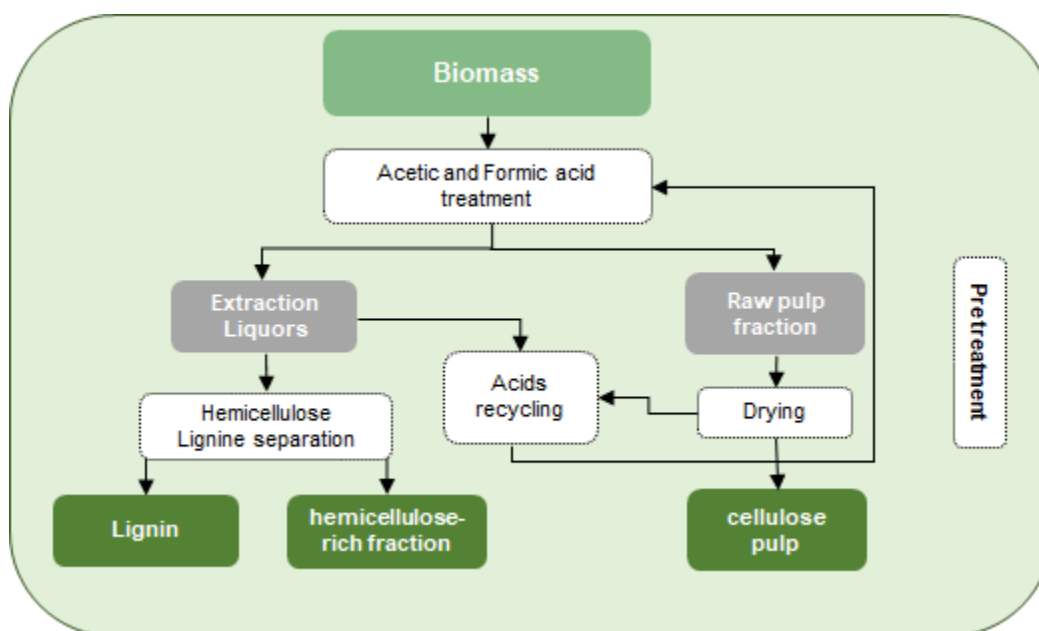 Biomass
Acetic and Formic acid
treatment
Extraction
Liquors
Raw pulp
fraction
Pretreatment
Acids
recycling
Hemicellulose
Lignine separation
Drying
Lignin
hemicellulose-
rich fraction
cellulose
pulp